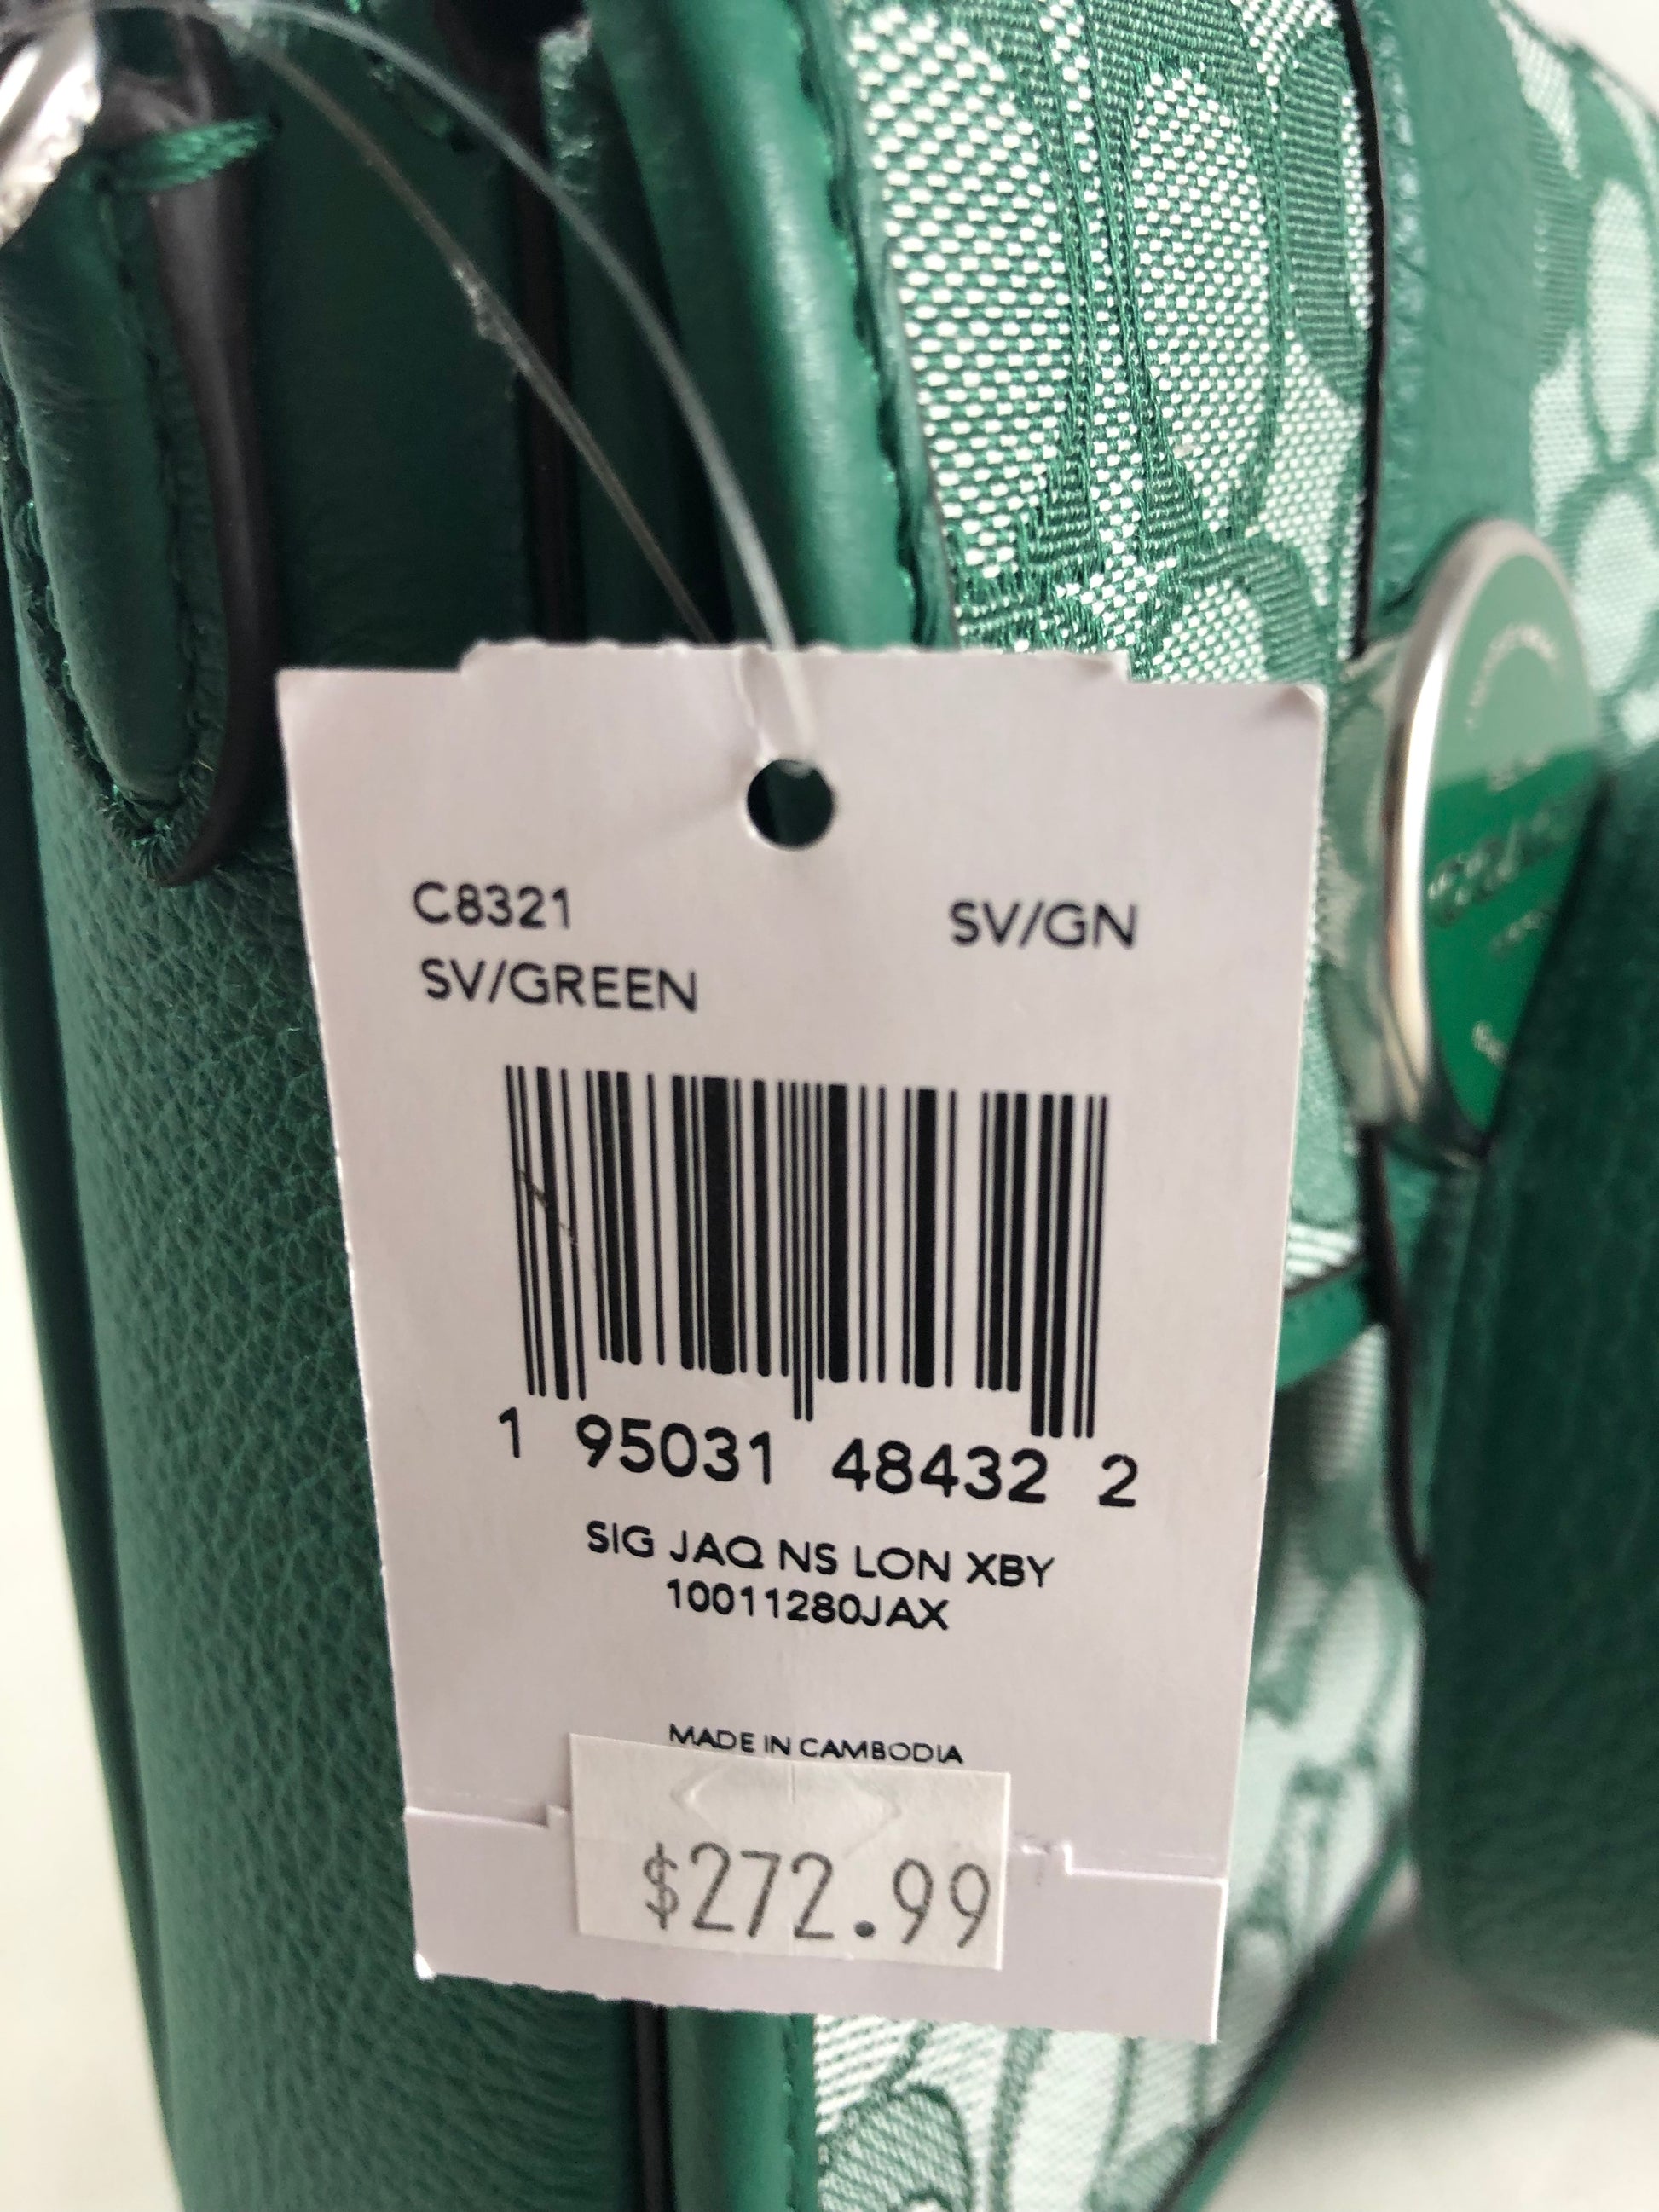 C8321 SV/GN
SV/GREEN
1 95031 48432 2
SIG JAQ NS LON XBY
10011280JAX
MADE IN CAMBODIA
$272.99